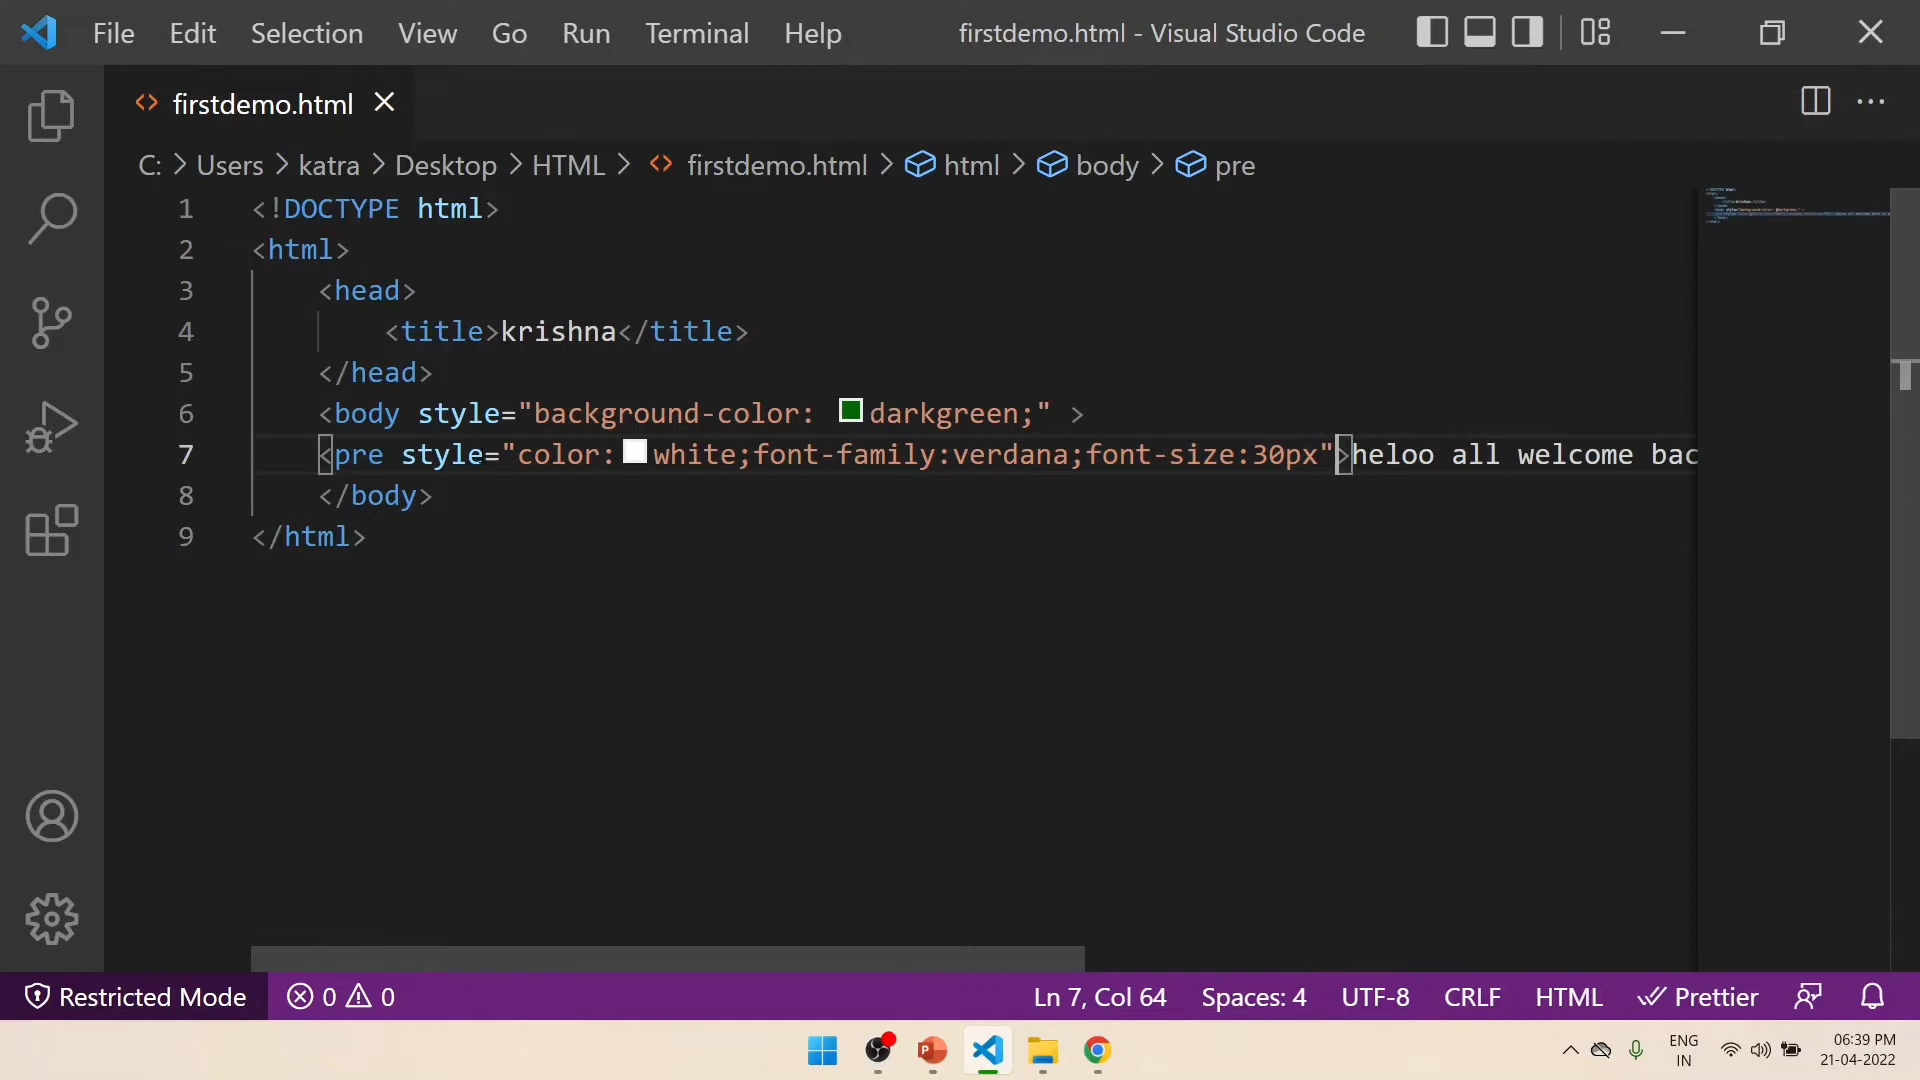 File Edit Selection View Go Run Terminal Help firstdemo.html - Visual Studio Code
firstdemo.html
C: > Users > katra > Desktop > HTML > firstdemo.html > html > body > pre
1 <!DOCTYPE html>
2 <html>
3 <head>
4 <title>krishna</title>
5 </head>
6 <body style="background-color: darkgreen;" >
7 <pre style="color:white;font-family:verdana;font-size:30px">heloo all welcome bac
8 </body>
9 </html>
Restricted Mode 0 0 Ln 7, Col 64 Spaces: 4 UTF-8 CRLF HTML Prettier
ENG
IN
06:39 PM
21-04-2022